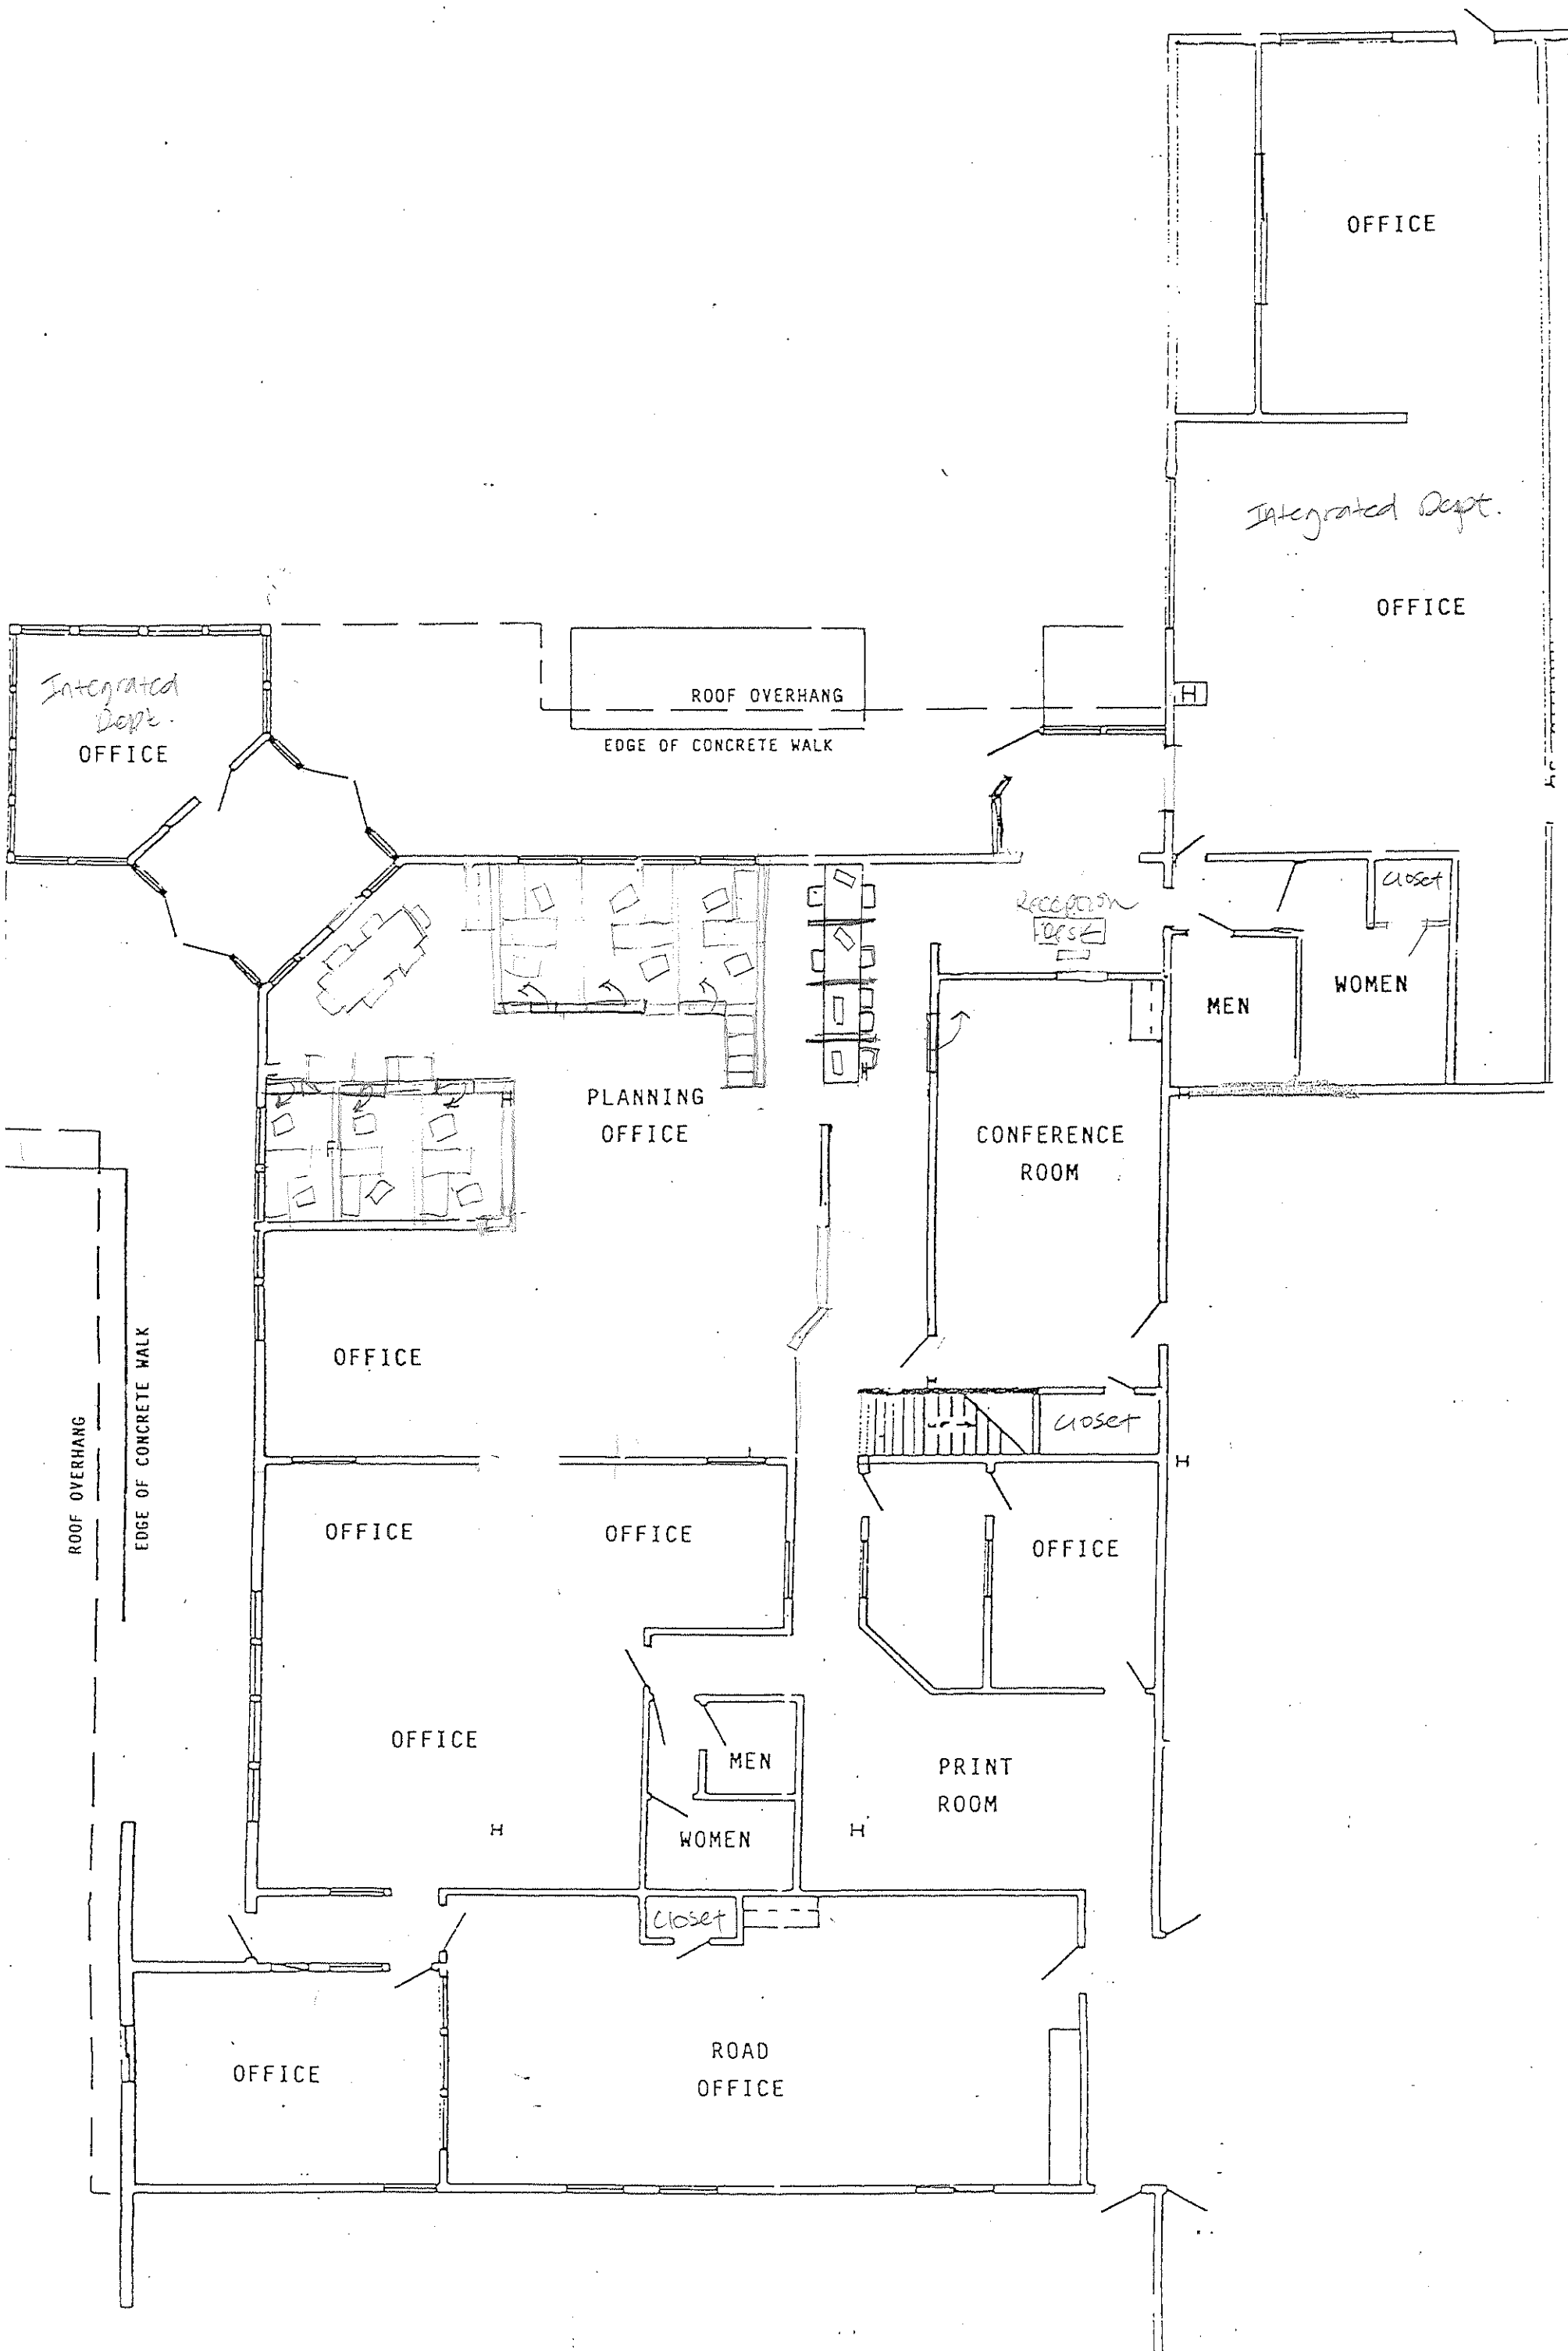 OFFICE
Integrated Dept.
OFFICE
Integrated
Dept.
OFFICE
ROOF OVERHANG
EDGE OF CONCRETE WALK
H
Closet
Reception
Desk
WOMEN
MEN
PLANNING
OFFICE
CONFERENCE
ROOM
OFFICE
ROOF OVERHANG
EDGE OF CONCRETE WALK
H
Closet
H
OFFICE
OFFICE
OFFICE
OFFICE
MEN
PRINT
ROOM
H
H
WOMEN
Closet
ROAD
OFFICE
OFFICE